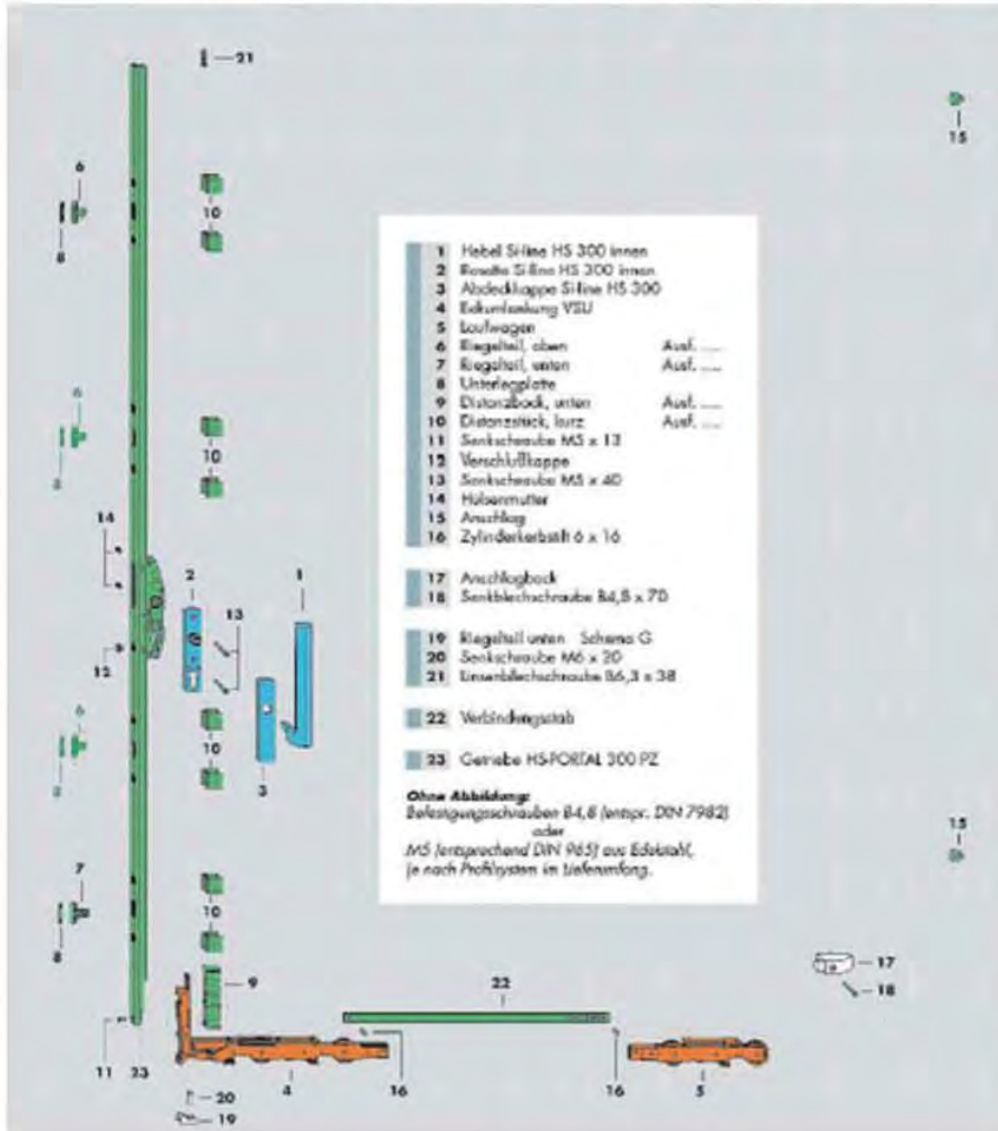 21
15
6
10
8
1 Hebel Si-line HS 300 innen
2 Rosette Si-line HS 300 innen
3 Abdeckkappe Si-line HS 300
4 Eckumlenkung VSU
5 Laufwagen
6 Riegelteil, oben Ausf. ....
7 Riegelteil, unten Ausf. ....
8 Unterlegplatte
9 Distanzbock, unten Ausf. ....
10 Distanzstück, kurz Ausf. ....
11 Senkschraube M5 x 13
12 Verschlußkappe
13 Senkschraube M5 x 40
14 Hülsenmutter
15 Anschlag
16 Zylinderkerbstift 6 x 16
17 Anschlagbock
18 Senkblechschraube B4,8 x 70
19 Riegelteil unten Schema G
20 Senkschraube M6 x 20
21 Linsenblechschraube B6,3 x 38
22 Verbindungsstab
23 Getriebe HS-PORTAL 300 PZ
Ohne Abbildung:
Befestigungsschrauben B4,8 (entspr. DIN 7982)
oder
M5 (entsprechend DIN 965) aus Edelstahl,
je nach Profilsystem im Lieferumfang.
6
10
8
14
2
1
13
12
6
10
8
3
15
7
10
8
17
9
22
18
11
23
4
16
16
5
20
19